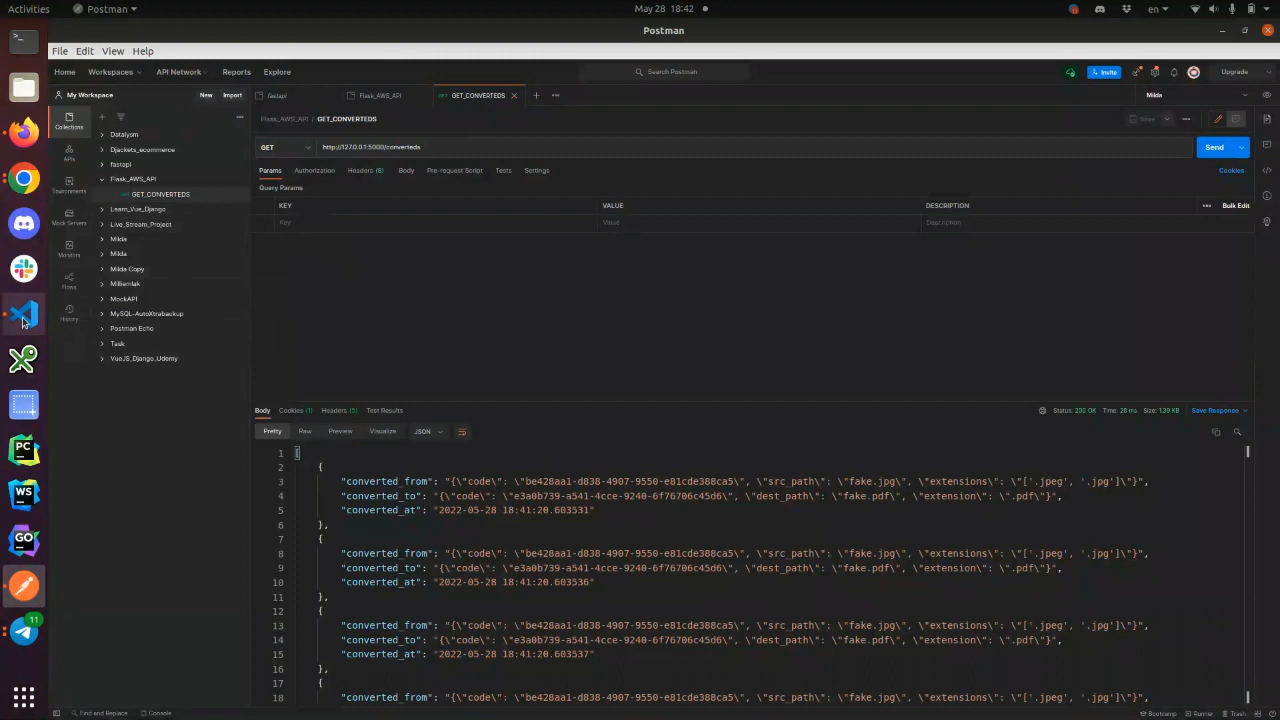 Activities
Postman
May 28 18:42
en
Postman
File Edit View Help
Home Workspaces API Network Reports Explore
Search Postman
Invite
Upgrade
My Workspace
New Import
fastapi
Flask_AWS_API
GET GET_CONVERTEDS
Milda
Collections
APIs
Environments
Mock Servers
Monitors
Flows
History
Datalysm
Djackets_ecommerce
fastapi
Flask_AWS_API
GET_CONVERTEDS
Learn_Vue_Django
Live_Stream_Project
Milda
Milda
Milda Copy
Milliemlak
MockAPI
MySQL-AutoXtrabackup
Postman Echo
Task
VueJS_Django_Udemy
Flask_AWS_API / GET_CONVERTEDS
Save
GET
http://127.0.0.1:5000/converteds
Send
Params Authorization Headers (8) Body Pre-request Script Tests Settings
Cookies
Query Params
KEY VALUE DESCRIPTION
Bulk Edit
Key Value Description
Body Cookies (1) Headers (5) Test Results
Status: 200 OK Time: 28 ms Size: 1.39 KB
Save Response
Pretty Raw Preview Visualize JSON
1 [
2 {
3 "converted_from": "{\"code\": \"be428aa1-d838-4907-9550-e81cde388ca5\", \"src_path\": \"fake.jpg\", \"extensions\": \"['.jpeg', '.jpg']\"}",
4 "converted_to": "{\"code\": \"e3a0b739-a541-4cce-9240-6f76706c45d6\", \"dest_path\": \"fake.pdf\", \"extension\": \".pdf\"}",
5 "converted_at": "2022-05-28 18:41:20.603531"
6 },
7 {
8 "converted_from": "{\"code\": \"be428aa1-d838-4907-9550-e81cde388ca5\", \"src_path\": \"fake.jpg\", \"extensions\": \"['.jpeg', '.jpg']\"}",
9 "converted_to": "{\"code\": \"e3a0b739-a541-4cce-9240-6f76706c45d6\", \"dest_path\": \"fake.pdf\", \"extension\": \".pdf\"}",
10 "converted_at": "2022-05-28 18:41:20.603536"
11 },
12 {
13 "converted_from": "{\"code\": \"be428aa1-d838-4907-9550-e81cde388ca5\", \"src_path\": \"fake.jpg\", \"extensions\": \"['.jpeg', '.jpg']\"}",
14 "converted_to": "{\"code\": \"e3a0b739-a541-4cce-9240-6f76706c45d6\", \"dest_path\": \"fake.pdf\", \"extension\": \".pdf\"}",
15 "converted_at": "2022-05-28 18:41:20.603537"
16 },
17 {
18 "converted_from": "{\"code\": \"be428aa1-d838-4907-9550-e81cde388ca5\", \"src_path\": \"fake.jpg\", \"extensions\": \"['.jpeg', '.jpg']\"}",
PC
WS
GO
11
Find and Replace Console
Bootcamp Runner Trash